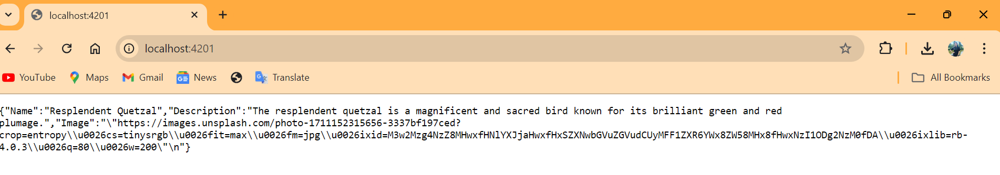 localhost:4201
localhost:4201
YouTube Maps Gmail News Translate All Bookmarks
{"Name":"Resplendent Quetzal","Description":"The resplendent quetzal is a magnificent and sacred bird known for its brilliant green and red
plumage.","Image":"\"https://images.unsplash.com/photo-1711152315656-3337bf197ced?
crop=entropy\\u0026cs=tinysrgb\\u0026fit=max\\u0026fm=jpg\\u0026ixid=M3w2Mzg4NzZ8MHwxfHNlYXJjaHwxfHxSZXNwbGVuZGVudCUyMFF1ZXR6YWx8ZW58MHx8fHwxNzI1ODg2NzM0fDA\\u0026ixlib=rb-
4.0.3\\u0026q=80\\u0026w=200\"\n"}